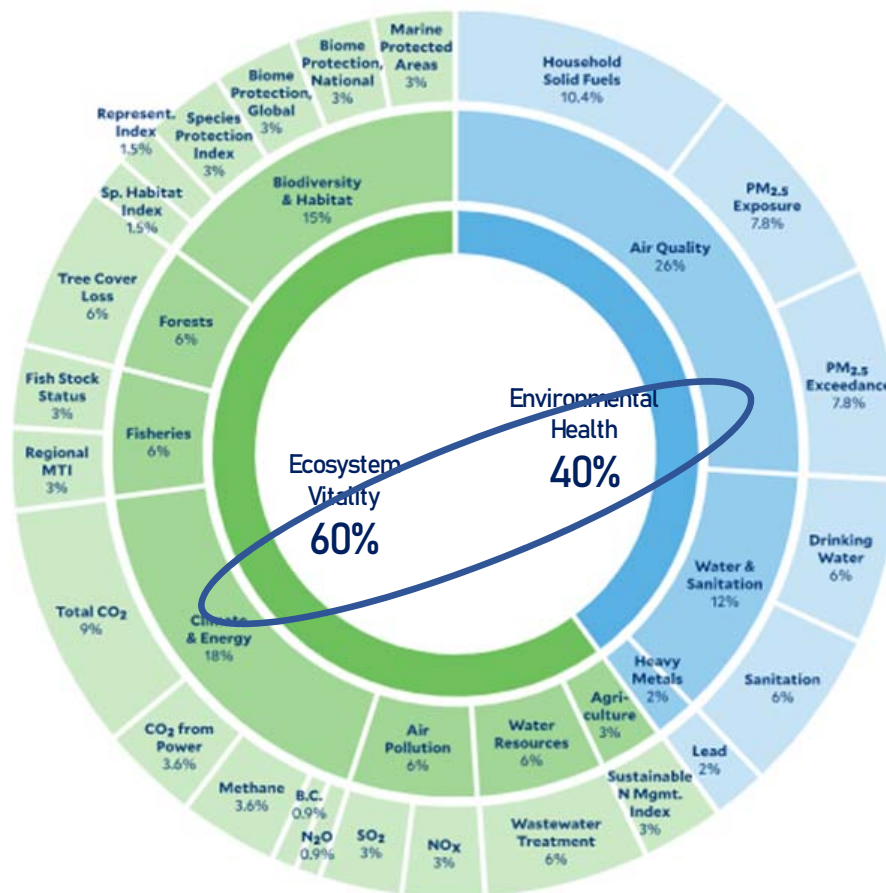 Marine
Protected
Areas
3%
Biome
Protection,
National
3%
Biome
Protection,
Global
3%
Species
Protection
Index
3%
Represent.
Index
1.5%
Sp. Habitat
Index
1.5%
Tree Cover
Loss
6%
Fish Stock
Status
3%
Regional
MTI
3%
Total CO₂
9%
CO₂ from
Power
3.6%
Methane
3.6%
B.C.
0.9%
N₂O
0.9%
SO₂
3%
NOX
3%
Wastewater
Treatment
6%
Sustainable
N Mgmt.
Index
3%
Lead
2%
Sanitation
6%
Drinking
Water
6%
PM₂.₅
Exceedance
7.8%
PM₂.₅
Exposure
7.8%
Household
Solid Fuels
10.4%
Biodiversity
& Habitat
15%
Forests
6%
Fisheries
6%
Climate
& Energy
18%
Air
Pollution
6%
Water
Resources
6%
Agri-
culture
3%
Heavy
Metals
2%
Water &
Sanitation
12%
Air Quality
26%
Environmental
Health
40%
Ecosystem
Vitality
60%